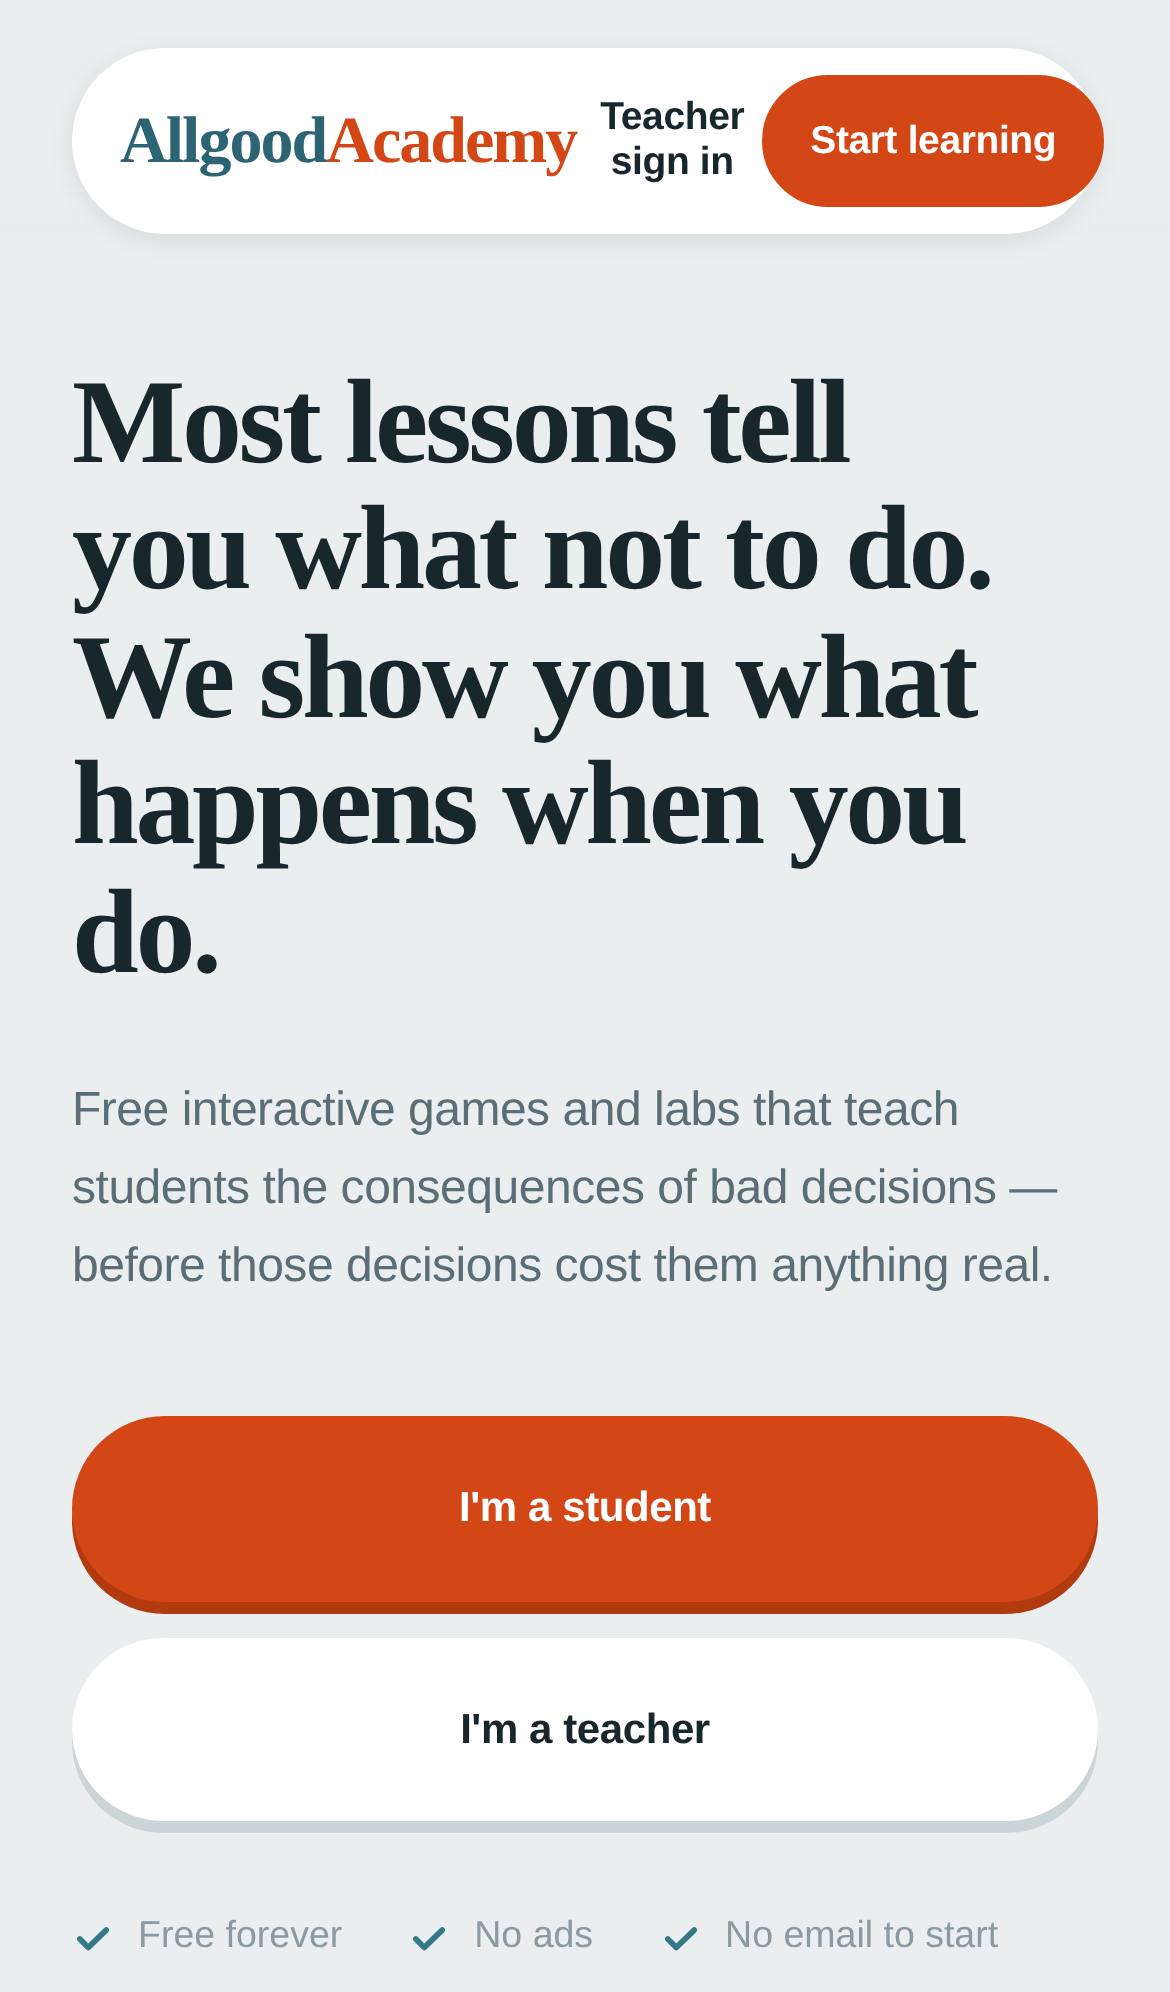 AllgoodAcademy
Teacher
sign in
Start learning
Most lessons tell
you what not to do.
We show you what
happens when you
do.
Free interactive games and labs that teach
students the consequences of bad decisions —
before those decisions cost them anything real.
I'm a student
I'm a teacher
Free forever
No ads
No email to start